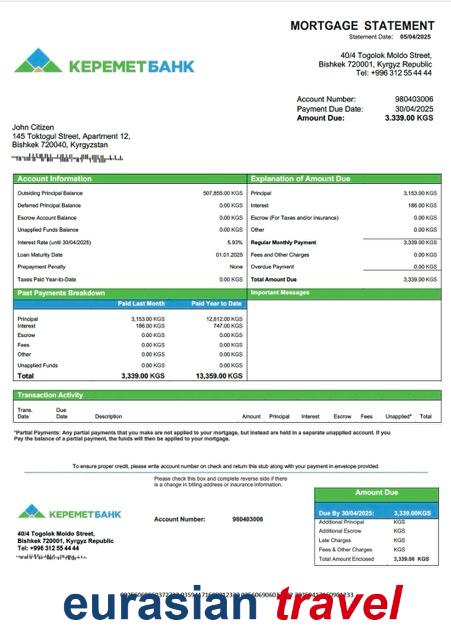 MORTGAGE STATEMENT
Statement Date: 05/04/2025
КЕРЕМЕТБАНК
40/4 Togolok Moldo Street,
Bishkek 720001, Kyrgyz Republic
Tel: +996 312 55 44 44
Account Number: 980403006
Payment Due Date: 30/04/2025
Amount Due: 3.339.00 KGS
John Citizen
145 Toktogul Street, Apartment 12,
Bishkek 720040, Kyrgyzstan
Account Information
Outsiding Principal Balance 507,855.00 KGS
Deferred Principal Balance 0.00 KGS
Escrow Account Balance 0.00 KGS
Unapplied Funds Balance 0.00 KGS
Interest Rate (until 30/04/2025) 5.93%
Loan Maturity Date 01.01.2025
Prepayment Penalty None
Taxes Paid Year-to-Date 0.00 KGS
Explanation of Amount Due
Principal 3,153.00 KGS
Interest 186.00 KGS
Escrow (For Taxes and/or insurance) 0.00 KGS
Other 0.00 KGS
Regular Monthly Payment 3,339.00 KGS
Fees and Other Charges 0.00 KGS
Overdue Payment 0.00 KGS
Total Amount Due 3,339.00 KGS
Past Payments Breakdown
Paid Last Month Paid Year to Date
Principal 3,153.00 KGS 12,612.00 KGS
Interest 186.00 KGS 747.00 KGS
Escrow 0.00 KGS 0.00 KGS
Fees 0.00 KGS 0.00 KGS
Other 0.00 KGS 0.00 KGS
Unapplied Funds 0.00 KGS 0.00 KGS
Total 3,339.00 KGS 13,359.00 KGS
Important Messages
Transaction Activity
Trans. Date Due Date Description Amount Principal Interest Escrow Fees Unapplied* Total
*Partial Payments: Any partial payments that you make are not applied to your mortgage, but instead are held in a separate unapplied account. If you
Pay the balance of a partial payment, the funds will then be applied to your mortgage.
To ensure proper credit, please write account number on check and return this stub along with your payment in envelope provided.
Please check this box and complete reverse side if there
is a change in billing address or insurance information.
КЕРЕМЕТБАНК
Account Number: 980403006
40/4 Togolok Moldo Street,
Bishkek 720001, Kyrgyz Republic
Tel: +996 312 55 44 44
Amount Due
Due By 30/04/2025: 3,339.00KGS
Additional Principal KGS
Additional Escrow KGS
Late Charges KGS
Fees & Other Charges KGS
Total Amount Enclosed 3,339.00 KGS
eurasian travel